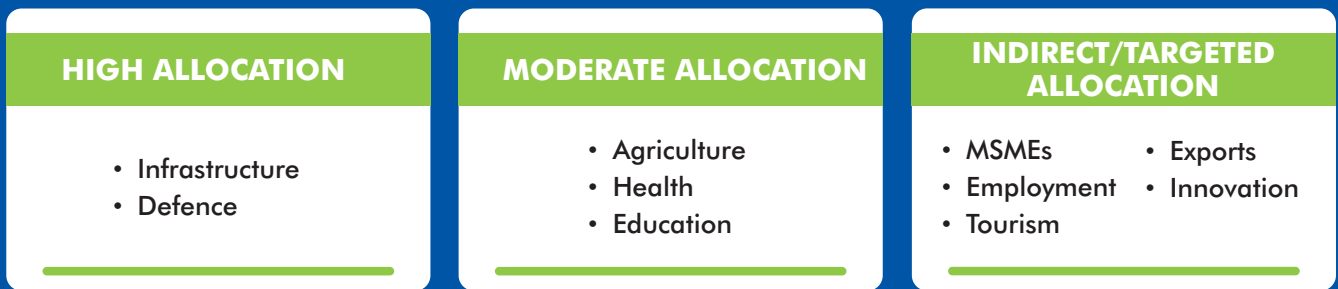 HIGH ALLOCATION
• Infrastructure
• Defence
MODERATE ALLOCATION
• Agriculture
• Health
• Education
INDIRECT/TARGETED
ALLOCATION
• MSMEs
• Employment
• Tourism
• Exports
• Innovation